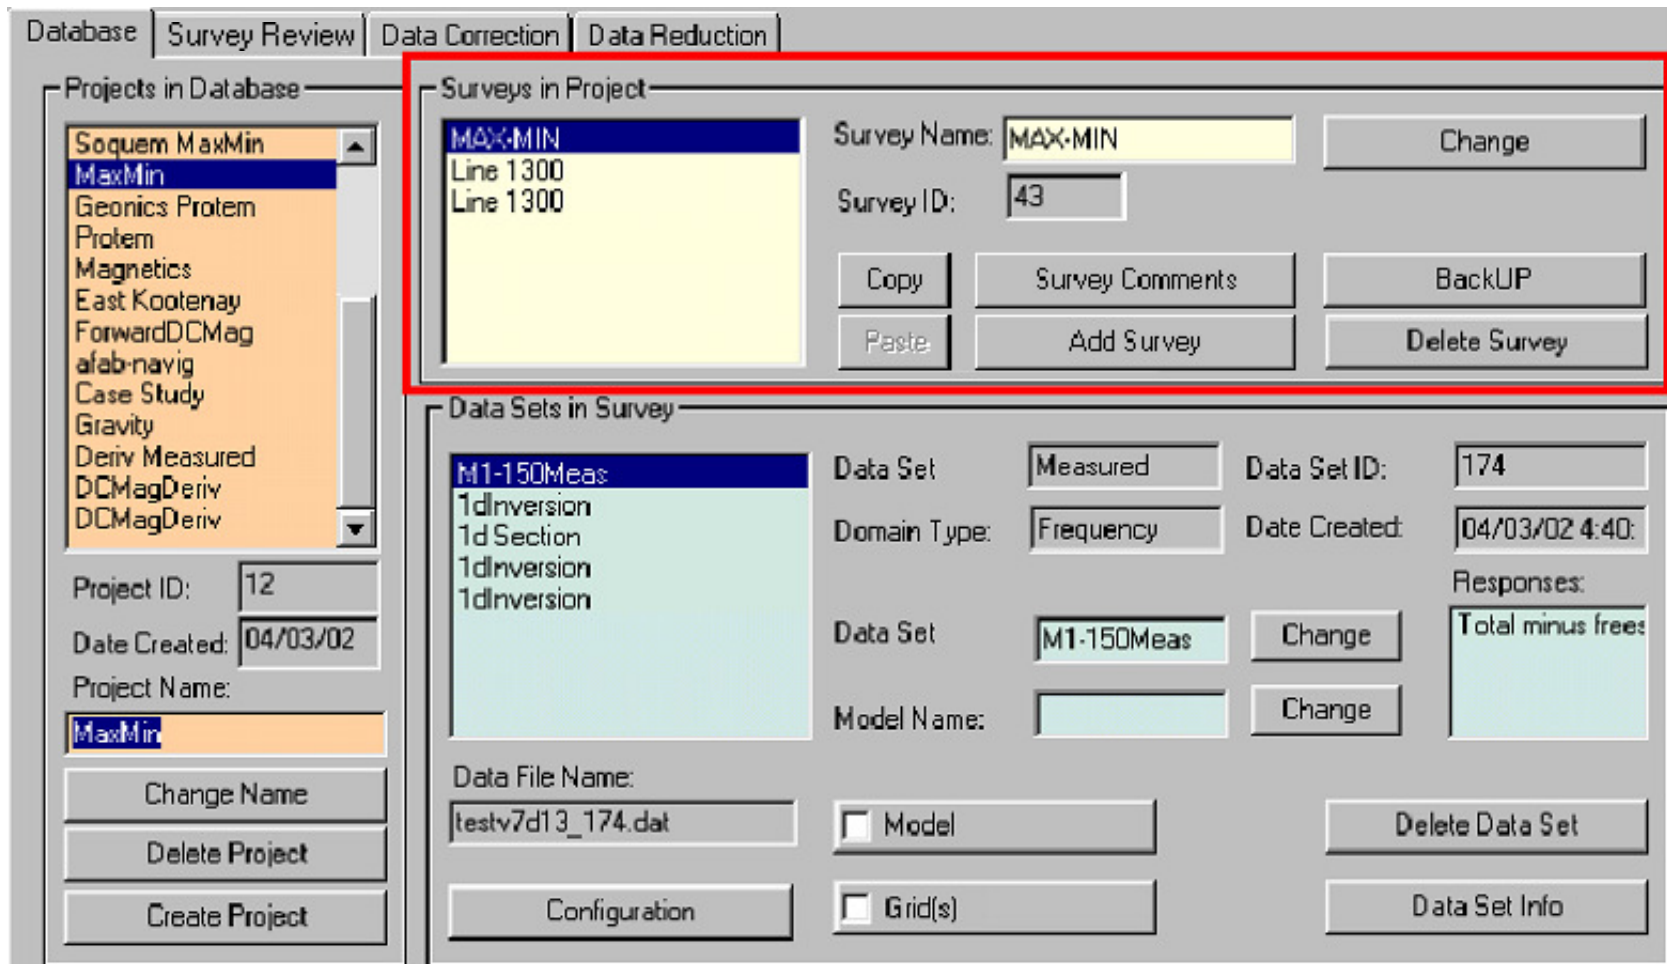 Database Survey Review Data Correction Data Reduction
Projects in Database
Soquem MaxMin
MaxMin
Geonics Protem
Protem
Magnetics
East Kootenay
ForwardDCMag
afab-navig
Case Study
Gravity
Deriv Measured
DCMagDeriv
DCMagDeriv
Project ID: 12
Date Created: 04/03/02
Project Name:
MaxMin
Change Name
Delete Project
Create Project
Surveys in Project
MAX-MIN
Line 1300
Line 1300
Survey Name: MAX-MIN Change
Survey ID: 43
Copy Survey Comments BackUP
Paste Add Survey Delete Survey
Data Sets in Survey
M1-150Meas
1dInversion
1d Section
1dInversion
1dInversion
Data Set Measured Data Set ID: 174
Domain Type: Frequency Date Created: 04/03/02 4:40:
Responses:
Total minus frees
Data Set M1-150Meas Change
Model Name: Change
Data File Name:
testv7d13_174.dat
Model Delete Data Set
Configuration Grid(s) Data Set Info